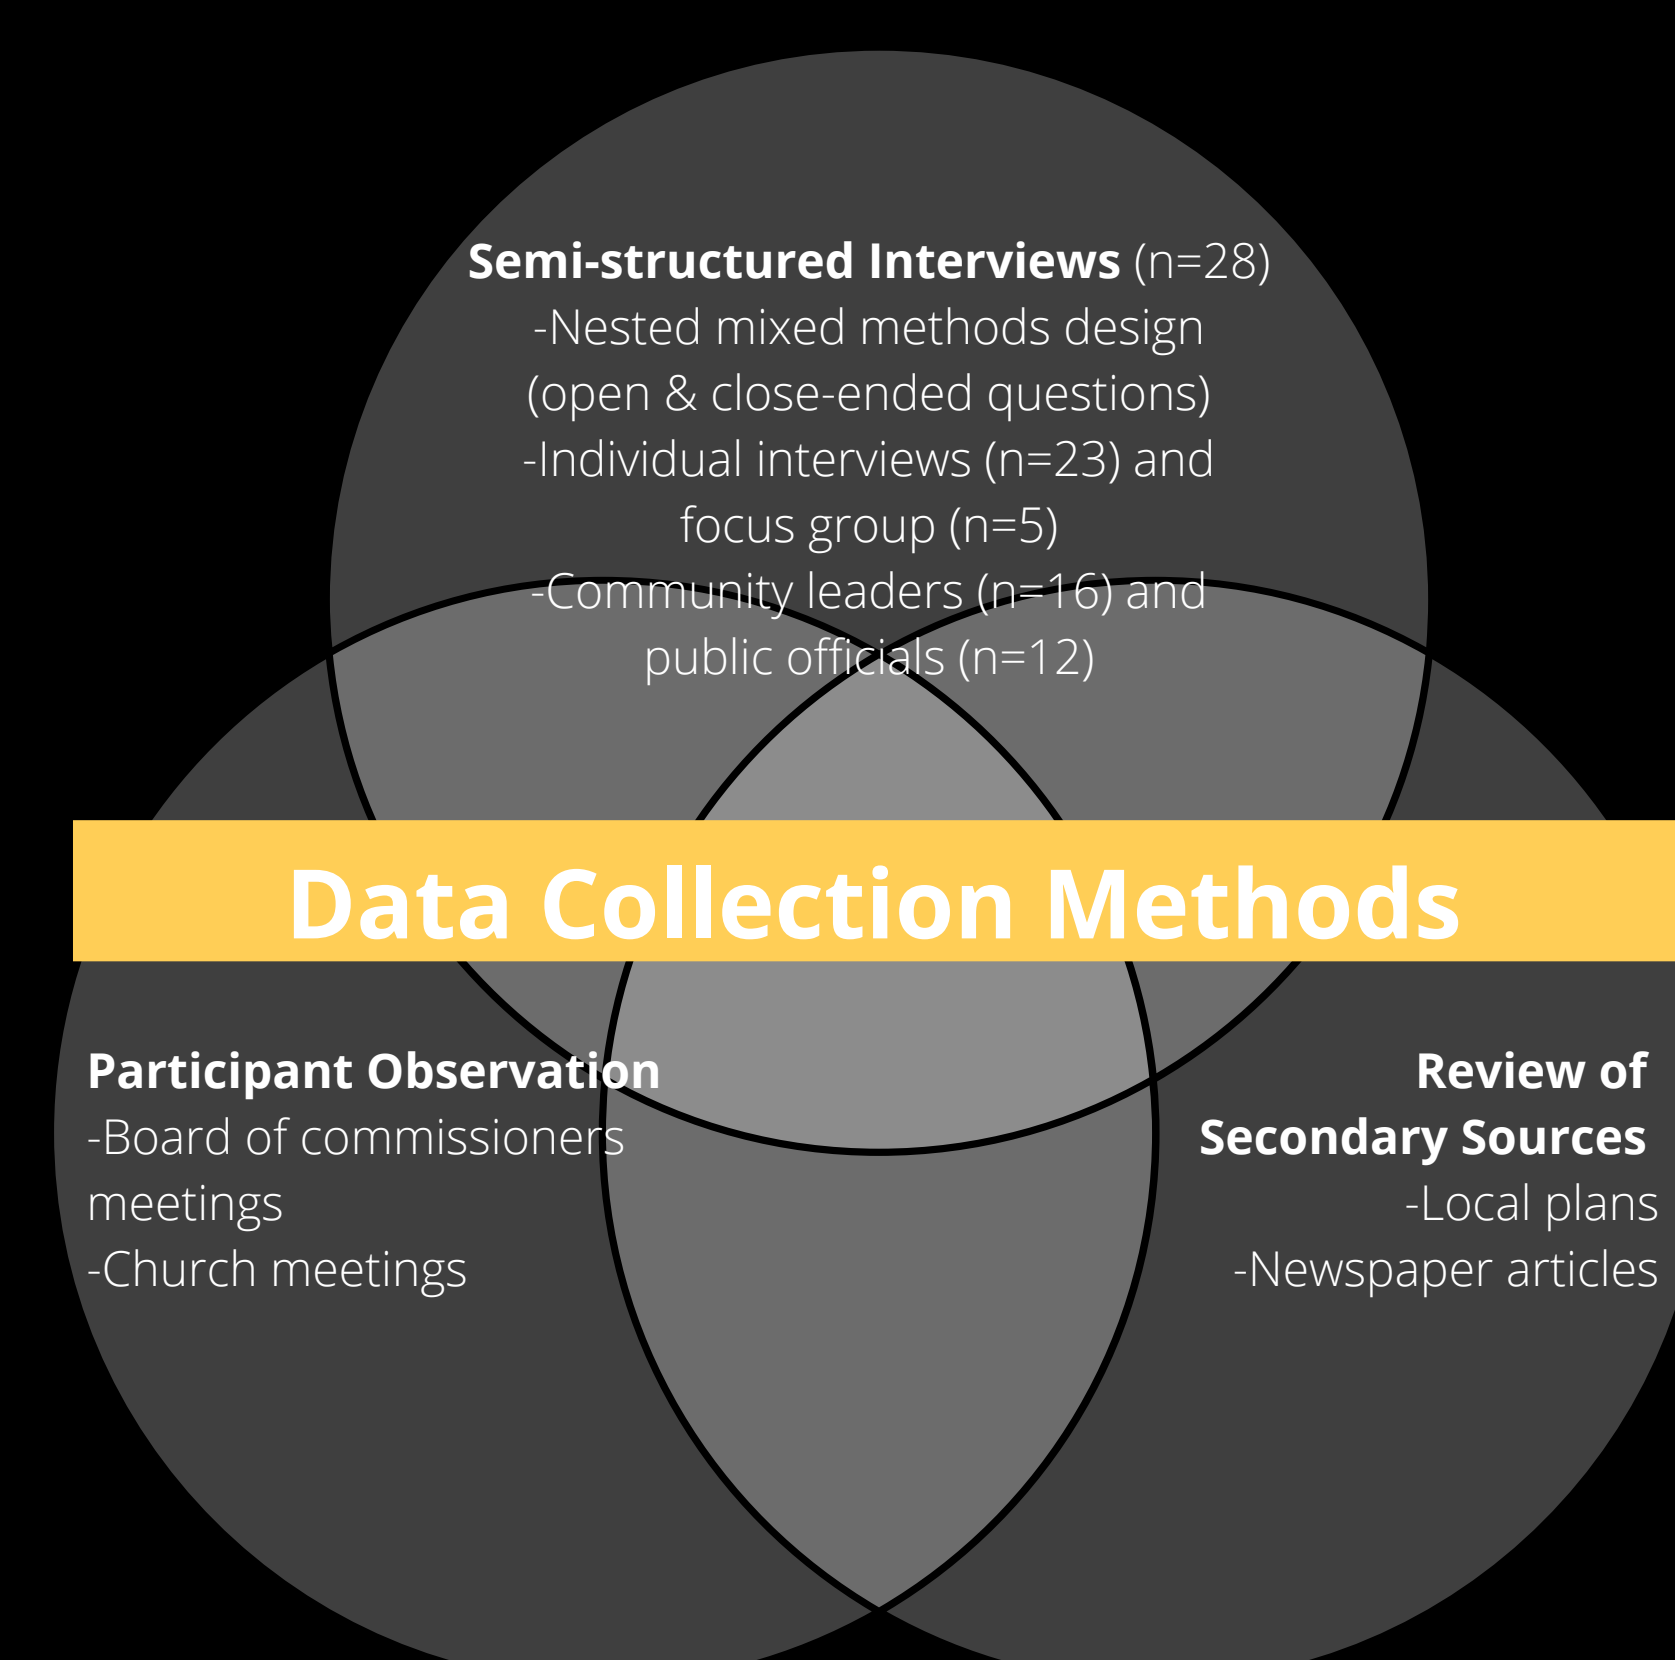 Semi-structured Interviews (n=28)
-Nested mixed methods design
(open & close-ended questions)
-Individual interviews (n=23) and
focus group (n=5)
-Community leaders (n=16) and
public officials (n=12)
Data Collection Methods
Participant Observation
-Board of commissioners
meetings
-Church meetings
Review of
Secondary Sources
-Local plans
-Newspaper articles